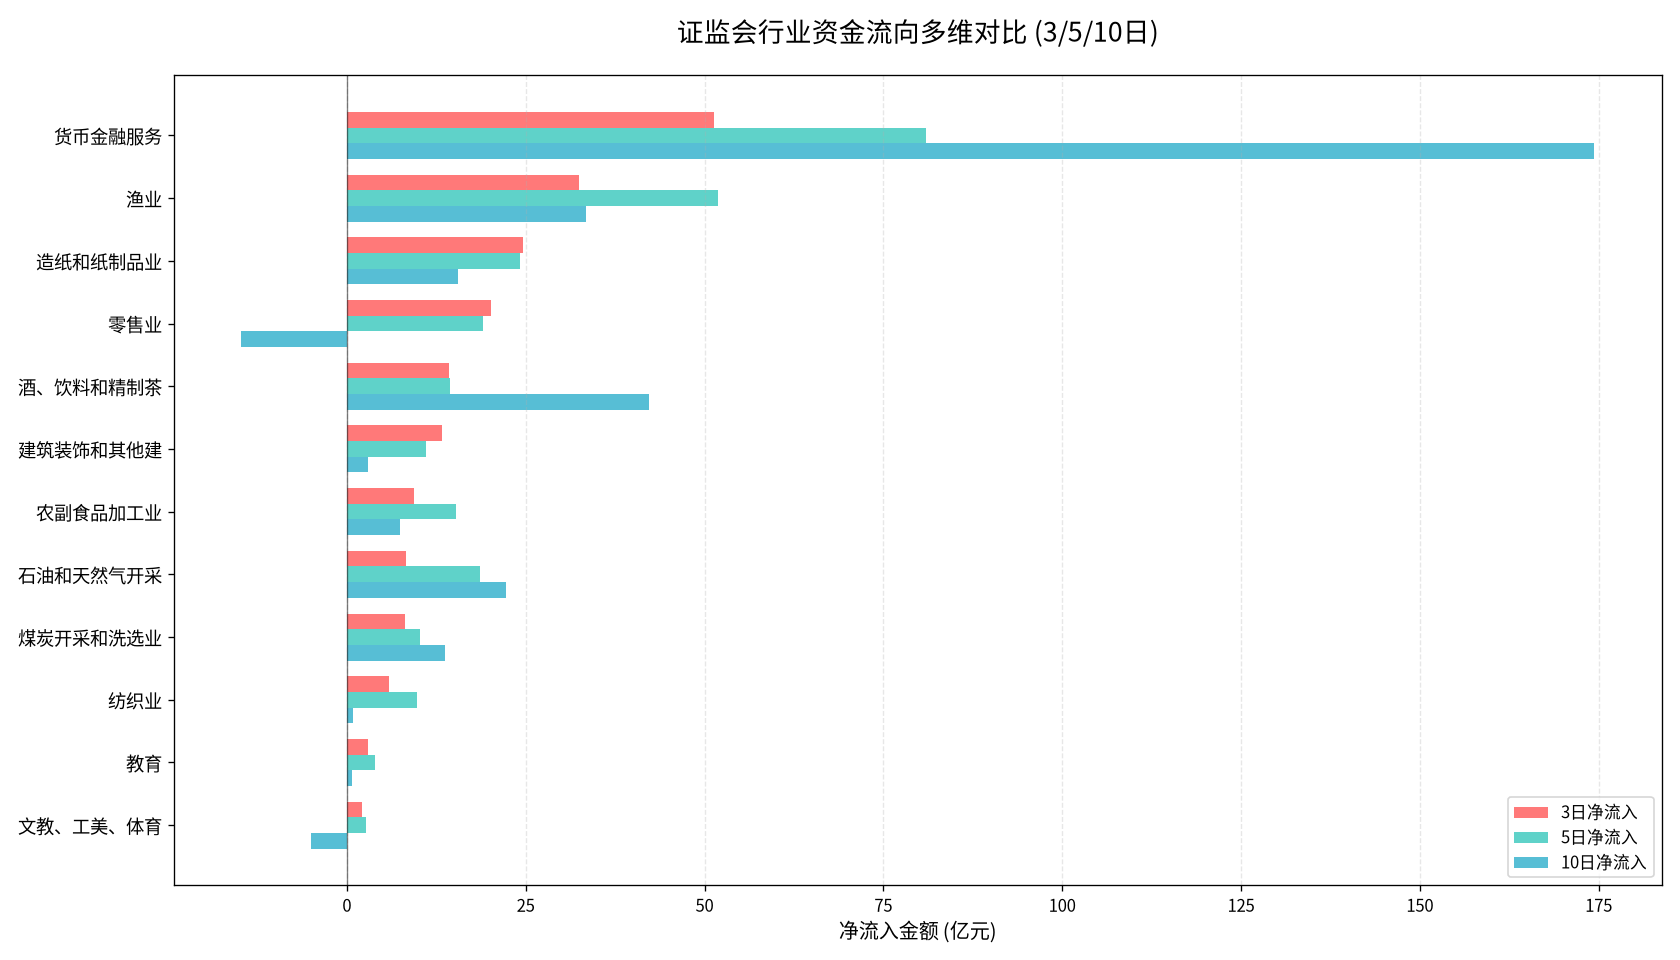 证监会行业资金流向多维对比 (3/5/10日)
货币金融服务
渔业
造纸和纸制品业
零售业
酒、饮料和精制茶
建筑装饰和其他建
农副食品加工业
石油和天然气开采
煤炭开采和洗选业
纺织业
教育
文教、工美、体育
3日净流入
5日净流入
10日净流入
0 25 50 75 100 125 150 175
净流入金额 (亿元)